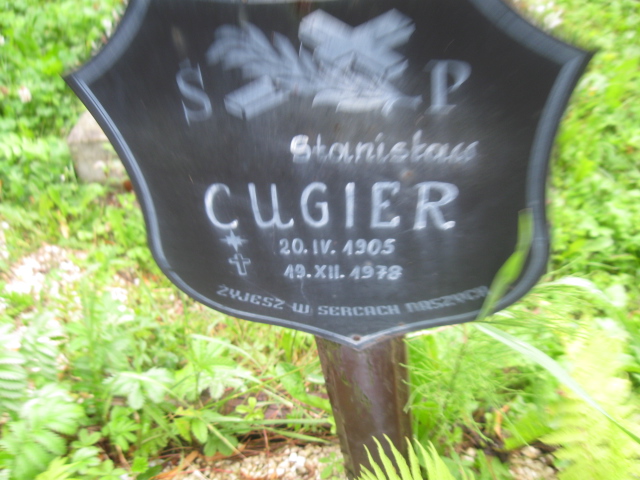 Ś P
Stanisław
CUGIER
20.IV.1905
19.XII.1978
ŻYJESZ W SERCACH NASZYCH